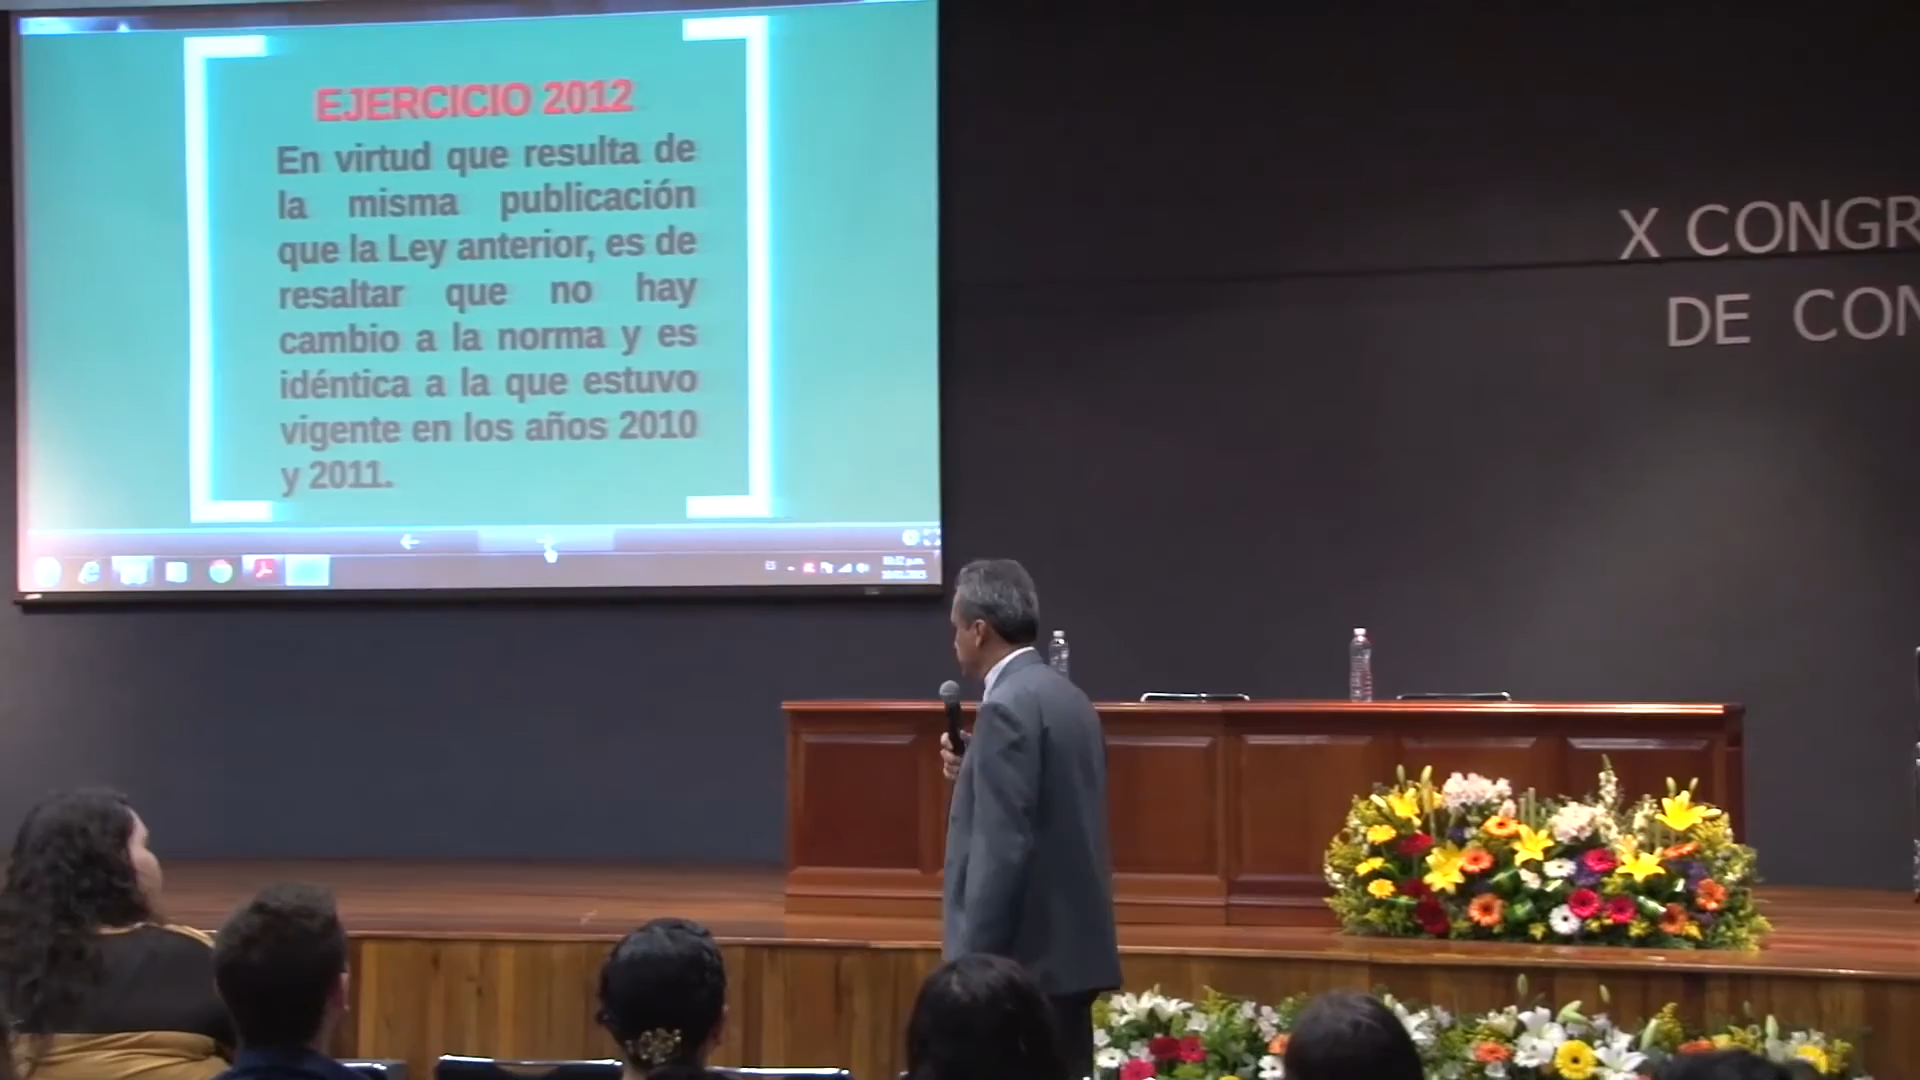 EJERCICIO 2012
En virtud que resulta de
la misma publicación
que la Ley anterior, es de
resaltar que no hay
cambio a la norma y es
idéntica a la que estuvo
vigente en los años 2010
y 2011.
X CONGR
DE CON
ES